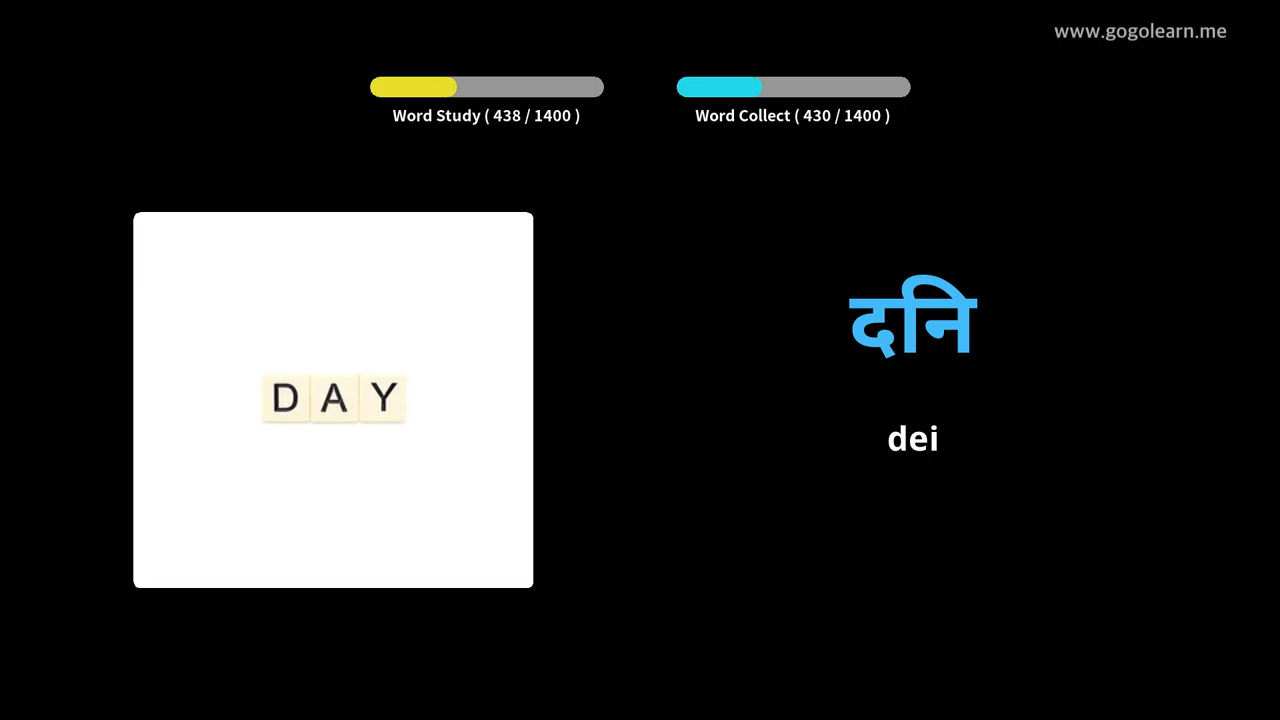 www.gogolearn.me
Word Study ( 438 / 1400 )
Word Collect ( 430 / 1400 )
DAY
दनि
dei